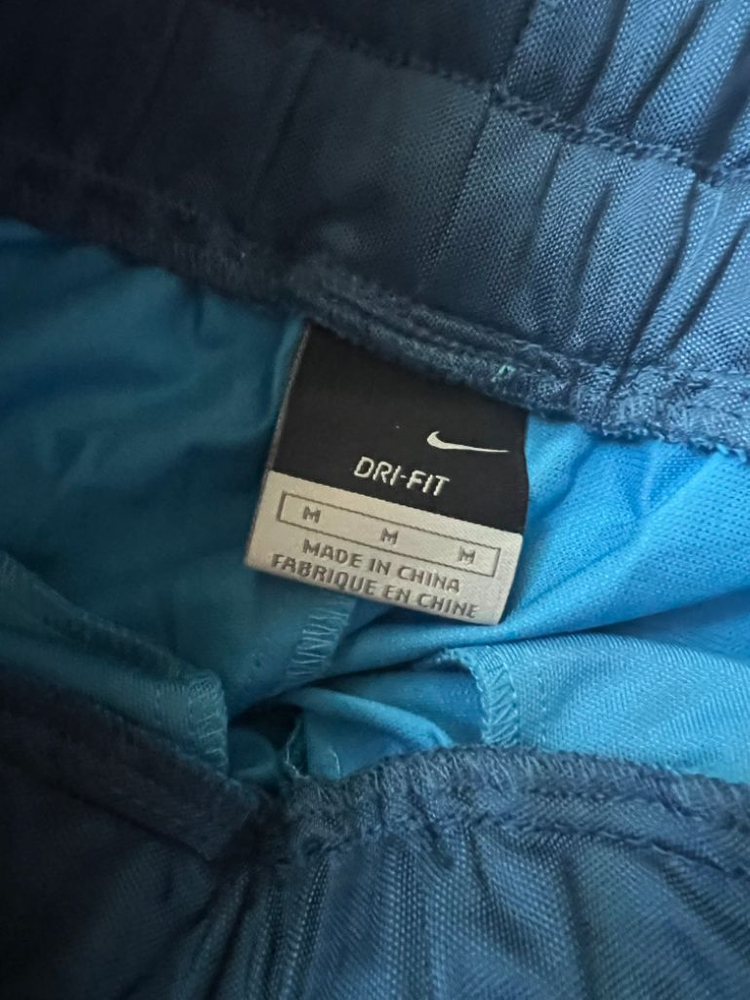 DRI-FIT
M M M
MADE IN CHINA
FABRIQUE EN CHINE